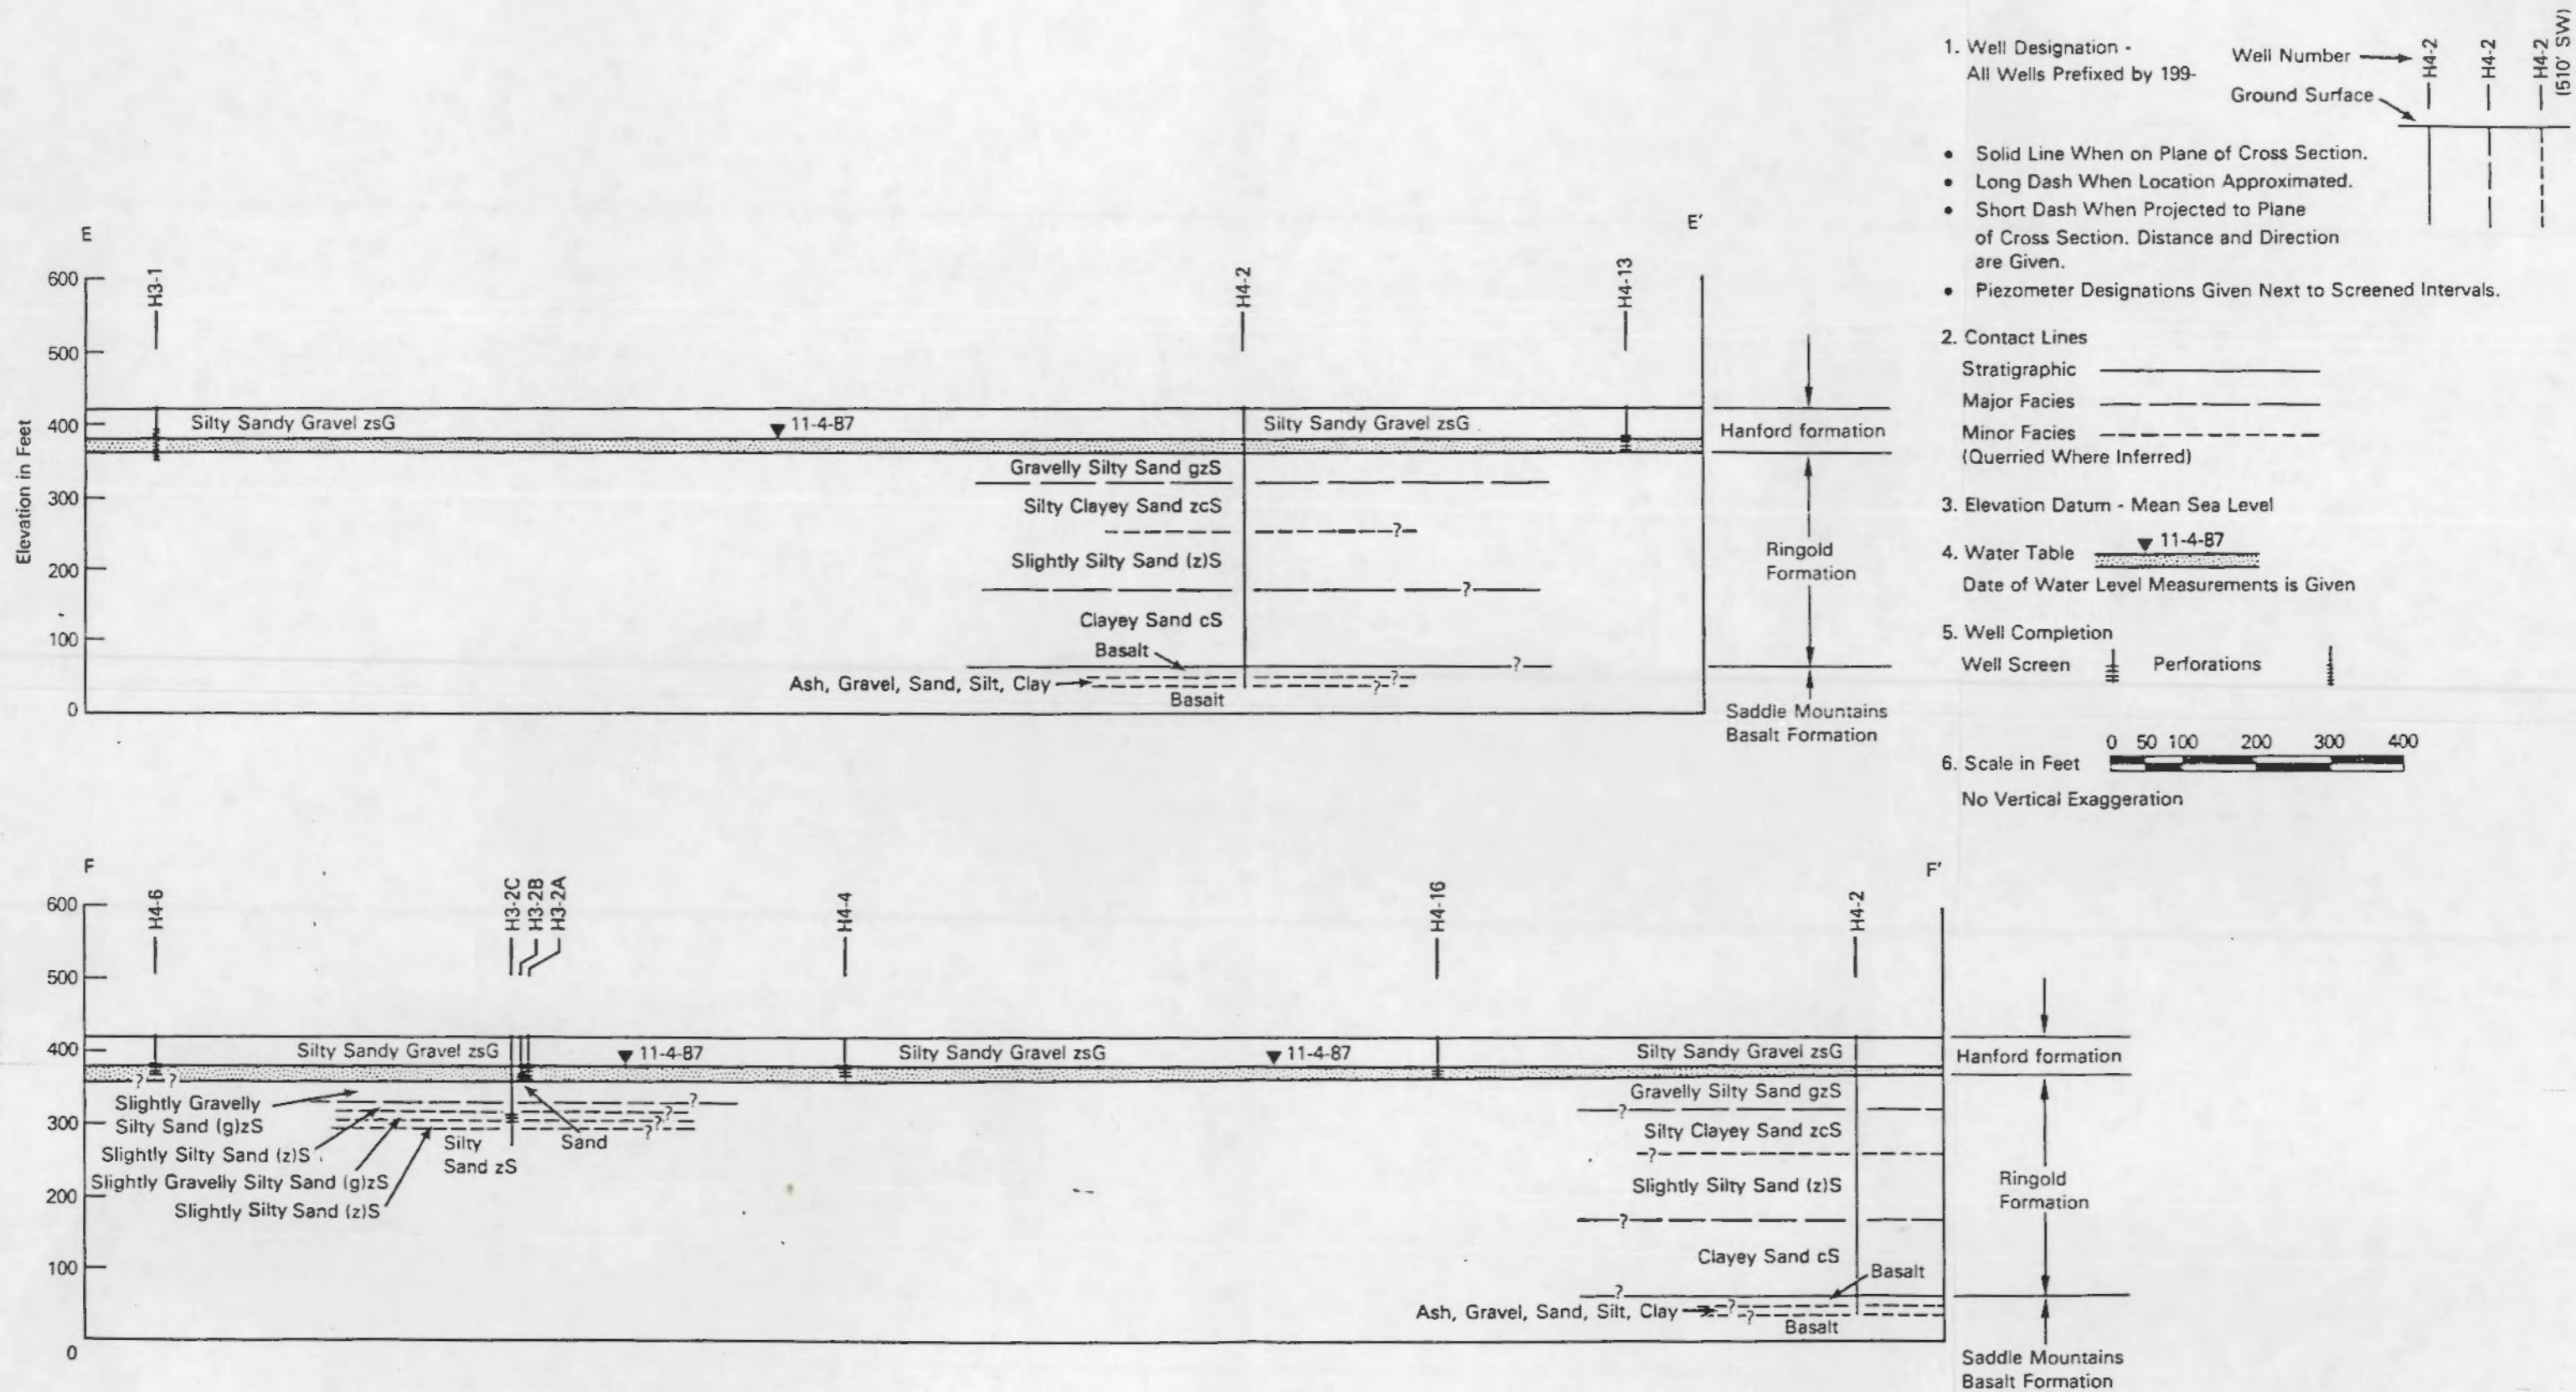 1. Well Designation -
All Wells Prefixed by 199-
Well Number
Ground Surface
H4-2
H4-2
H4-2
(510' SW)
• Solid Line When on Plane of Cross Section.
• Long Dash When Location Approximated.
• Short Dash When Projected to Plane
of Cross Section. Distance and Direction
are Given.
• Piezometer Designations Given Next to Screened Intervals.
2. Contact Lines
Stratigraphic
Major Facies
Minor Facies
(Querried Where Inferred)
3. Elevation Datum - Mean Sea Level
4. Water Table
11-4-87
Date of Water Level Measurements is Given
5. Well Completion
Well Screen
Perforations
0 50 100 200 300 400
6. Scale in Feet
No Vertical Exaggeration
E
E'
Elevation in Feet
600
500
400
300
200
100
0
H3-1
H4-2
H4-13
Silty Sandy Gravel zsG
11-4-87
Silty Sandy Gravel zsG
Gravelly Silty Sand gzS
Silty Clayey Sand zcS
?
Slightly Silty Sand (z)S
?
Clayey Sand cS
Basalt
?
Ash, Gravel, Sand, Silt, Clay
?
?
Basalt
Hanford formation
Ringold
Formation
Saddle Mountains
Basalt Formation
F
F'
600
500
400
300
200
100
0
H4-6
H3-2C
H3-2B
H3-2A
H4-4
H4-16
H4-2
Silty Sandy Gravel zsG
11-4-87
Silty Sandy Gravel zsG
11-4-87
Silty Sandy Gravel zsG
? ?
Slightly Gravelly
Silty Sand (g)zS
Slightly Silty Sand (z)S
Slightly Gravelly Silty Sand (g)zS
Slightly Silty Sand (z)S
Silty
Sand zS
Sand
?
?
?
?
Gravelly Silty Sand gzS
?
Silty Clayey Sand zcS
?
Slightly Silty Sand (z)S
?
Clayey Sand cS
Basalt
?
Ash, Gravel, Sand, Silt, Clay
?
?
Basalt
Hanford formation
Ringold
Formation
Saddle Mountains
Basalt Formation